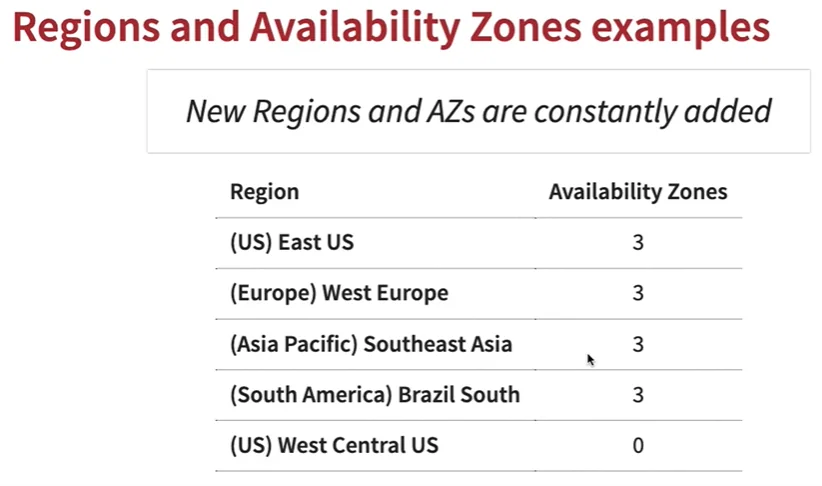 Regions and Availability Zones examples
New Regions and AZs are constantly added
Region Availability Zones
(US) East US 3
(Europe) West Europe 3
(Asia Pacific) Southeast Asia 3
(South America) Brazil South 3
(US) West Central US 0